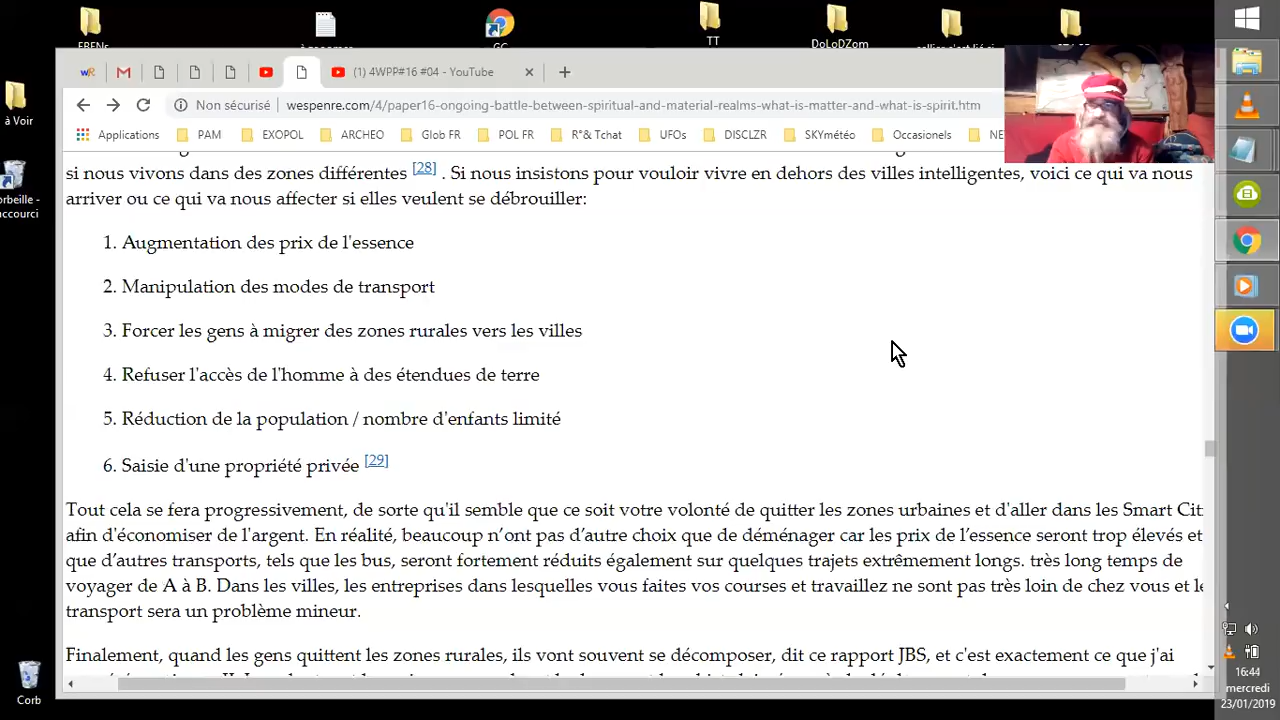 TT
DoLoDZom
à Voir
(1) 4WPP#16 #04 - YouTube
Non sécurisé
wespenre.com/4/paper16-ongoing-battle-between-spiritual-and-material-realms-what-is-matter-and-what-is-spirit.htm
Applications
PAM
EXOPOL
ARCHEO
Glob FR
POL FR
R°& Tchat
UFOs
DISCLZR
SKYmétéo
Occasionels
si nous vivons dans des zones différentes [28] . Si nous insistons pour vouloir vivre en dehors des villes intelligentes, voici ce qui va nous
arriver ou ce qui va nous affecter si elles veulent se débrouiller:
1. Augmentation des prix de l'essence
2. Manipulation des modes de transport
3. Forcer les gens à migrer des zones rurales vers les villes
4. Refuser l'accès de l'homme à des étendues de terre
5. Réduction de la population / nombre d'enfants limité
6. Saisie d'une propriété privée [29]
Tout cela se fera progressivement, de sorte qu'il semble que ce soit votre volonté de quitter les zones urbaines et d'aller dans les Smart Cit
afin d'économiser de l'argent. En réalité, beaucoup n’ont pas d’autre choix que de déménager car les prix de l’essence seront trop élevés et
que d’autres transports, tels que les bus, seront fortement réduits également sur quelques trajets extrêmement longs. très long temps de
voyager de A à B. Dans les villes, les entreprises dans lesquelles vous faites vos courses et travaillez ne sont pas très loin de chez vous et le
transport sera un problème mineur.
Finalement, quand les gens quittent les zones rurales, ils vont souvent se décomposer, dit ce rapport JBS, et c'est exactement ce que j'ai
Corb
16:44
mercredi
23/01/2019